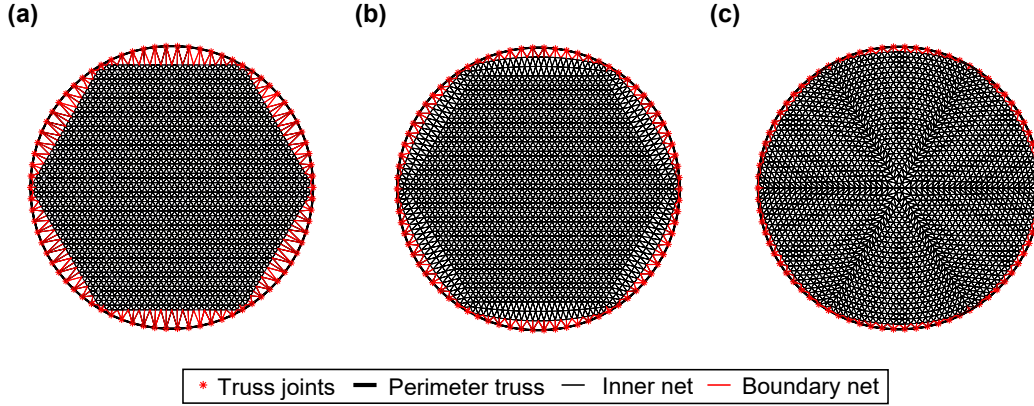 (a)
(b)
(c)
Truss joints
Perimeter truss
Inner net
Boundary net